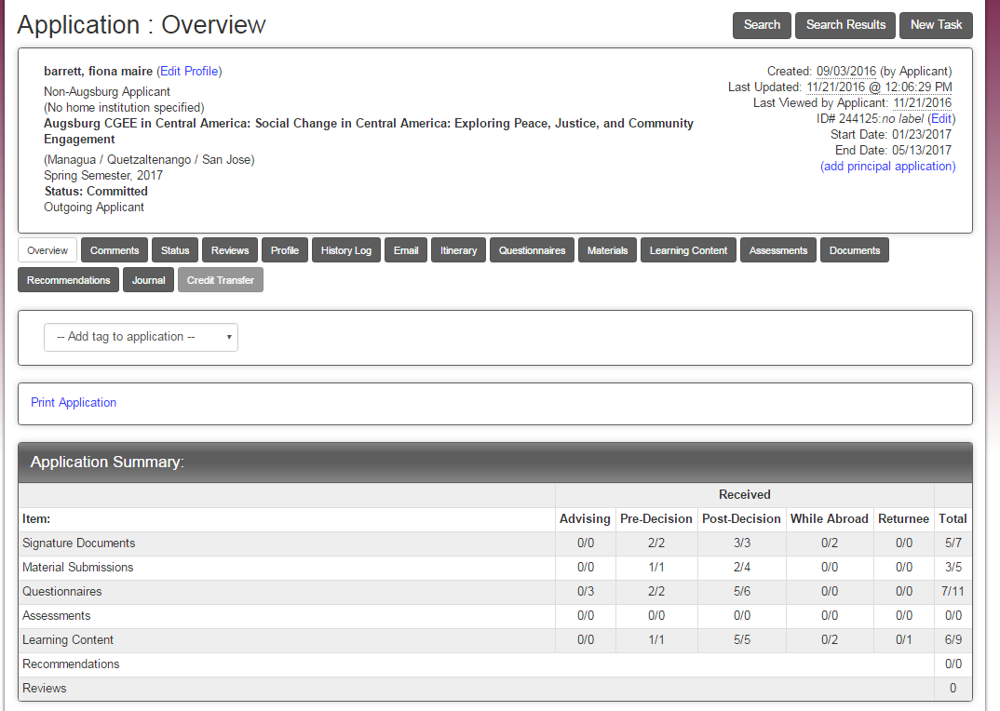 Application : Overview
Search Search Results New Task
barrett, fiona maire (Edit Profile)
Non-Augsburg Applicant
(No home institution specified)
Augsburg CGEE in Central America: Social Change in Central America: Exploring Peace, Justice, and Community
Engagement
(Managua / Quetzaltenango / San Jose)
Spring Semester, 2017
Status: Committed
Outgoing Applicant
Created: 09/03/2016 (by Applicant)
Last Updated: 11/21/2016 @ 12:06:29 PM
Last Viewed by Applicant: 11/21/2016
ID# 244125:no label (Edit)
Start Date: 01/23/2017
End Date: 05/13/2017
(add principal application)
Overview Comments Status Reviews Profile History Log Email Itinerary Questionnaires Materials Learning Content Assessments Documents
Recommendations Journal Credit Transfer
-- Add tag to application --
Print Application
Application Summary:
Received
Item: Advising Pre-Decision Post-Decision While Abroad Returnee Total
Signature Documents 0/0 2/2 3/3 0/2 0/0 5/7
Material Submissions 0/0 1/1 2/4 0/0 0/0 3/5
Questionnaires 0/3 2/2 5/6 0/0 0/0 7/11
Assessments 0/0 0/0 0/0 0/0 0/0 0/0
Learning Content 0/0 1/1 5/5 0/2 0/1 6/9
Recommendations 0/0
Reviews 0